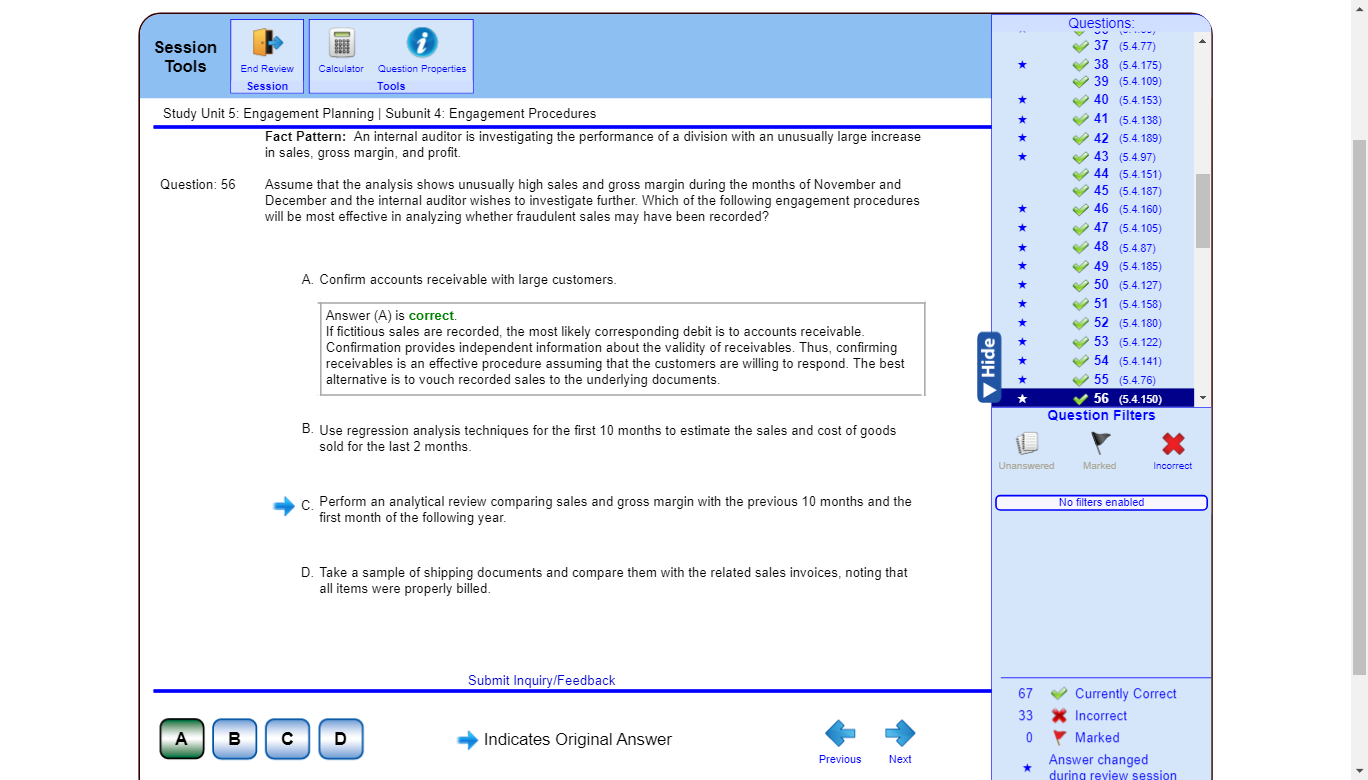 Session Tools
End Review
Session
Calculator
Question Properties
Tools
Study Unit 5: Engagement Planning | Subunit 4: Engagement Procedures
Fact Pattern: An internal auditor is investigating the performance of a division with an unusually large increase
in sales, gross margin, and profit.
Question: 56
Assume that the analysis shows unusually high sales and gross margin during the months of November and
December and the internal auditor wishes to investigate further. Which of the following engagement procedures
will be most effective in analyzing whether fraudulent sales may have been recorded?
A. Confirm accounts receivable with large customers.
Answer (A) is correct.
If fictitious sales are recorded, the most likely corresponding debit is to accounts receivable.
Confirmation provides independent information about the validity of receivables. Thus, confirming
receivables is an effective procedure assuming that the customers are willing to respond. The best
alternative is to vouch recorded sales to the underlying documents.
B. Use regression analysis techniques for the first 10 months to estimate the sales and cost of goods
sold for the last 2 months.
C. Perform an analytical review comparing sales and gross margin with the previous 10 months and the
first month of the following year.
D. Take a sample of shipping documents and compare them with the related sales invoices, noting that
all items were properly billed.
Submit Inquiry/Feedback
A
B
C
D
Indicates Original Answer
Previous
Next
Questions:
37 (5.4.77)
38 (5.4.175)
39 (5.4.109)
40 (5.4.153)
41 (5.4.138)
42 (5.4.189)
43 (5.4.97)
44 (5.4.151)
45 (5.4.187)
46 (5.4.160)
47 (5.4.105)
48 (5.4.87)
49 (5.4.185)
50 (5.4.127)
51 (5.4.158)
52 (5.4.180)
53 (5.4.122)
54 (5.4.141)
55 (5.4.76)
56 (5.4.150)
Hide
Question Filters
Unanswered
Marked
Incorrect
No filters enabled
67 Currently Correct
33 Incorrect
0 Marked
Answer changed
during review session